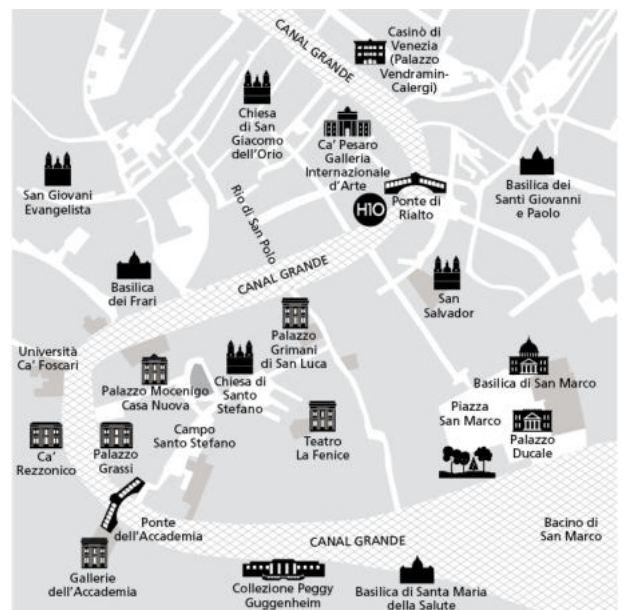 CANAL GRANDE
Casinò di
Venezia
(Palazzo
Vendramin-
Calergi)
Chiesa
di San
Giacomo
dell'Orio
Ca' Pesaro
Galleria
Internazionale
d'Arte
San Giovani
Evangelista
Basilica dei
Santi Giovanni
e Paolo
Ponte di
Rialto
H10
Rio di San Polo
CANAL GRANDE
Basilica
dei Frari
San
Salvador
Palazzo
Grimani
di San Luca
Università
Ca' Foscari
Palazzo Mocenigo
Casa Nuova
Chiesa di
Santo
Stefano
Basilica di San Marco
Piazza
San Marco
Campo
Santo Stefano
Teatro
La Fenice
Palazzo
Ducale
Ca'
Rezzonico
Palazzo
Grassi
Ponte
dell'Accademia
Bacino di
San Marco
CANAL GRANDE
Gallerie
dell'Accademia
Collezione Peggy
Guggenheim
Basilica di Santa Maria
della Salute